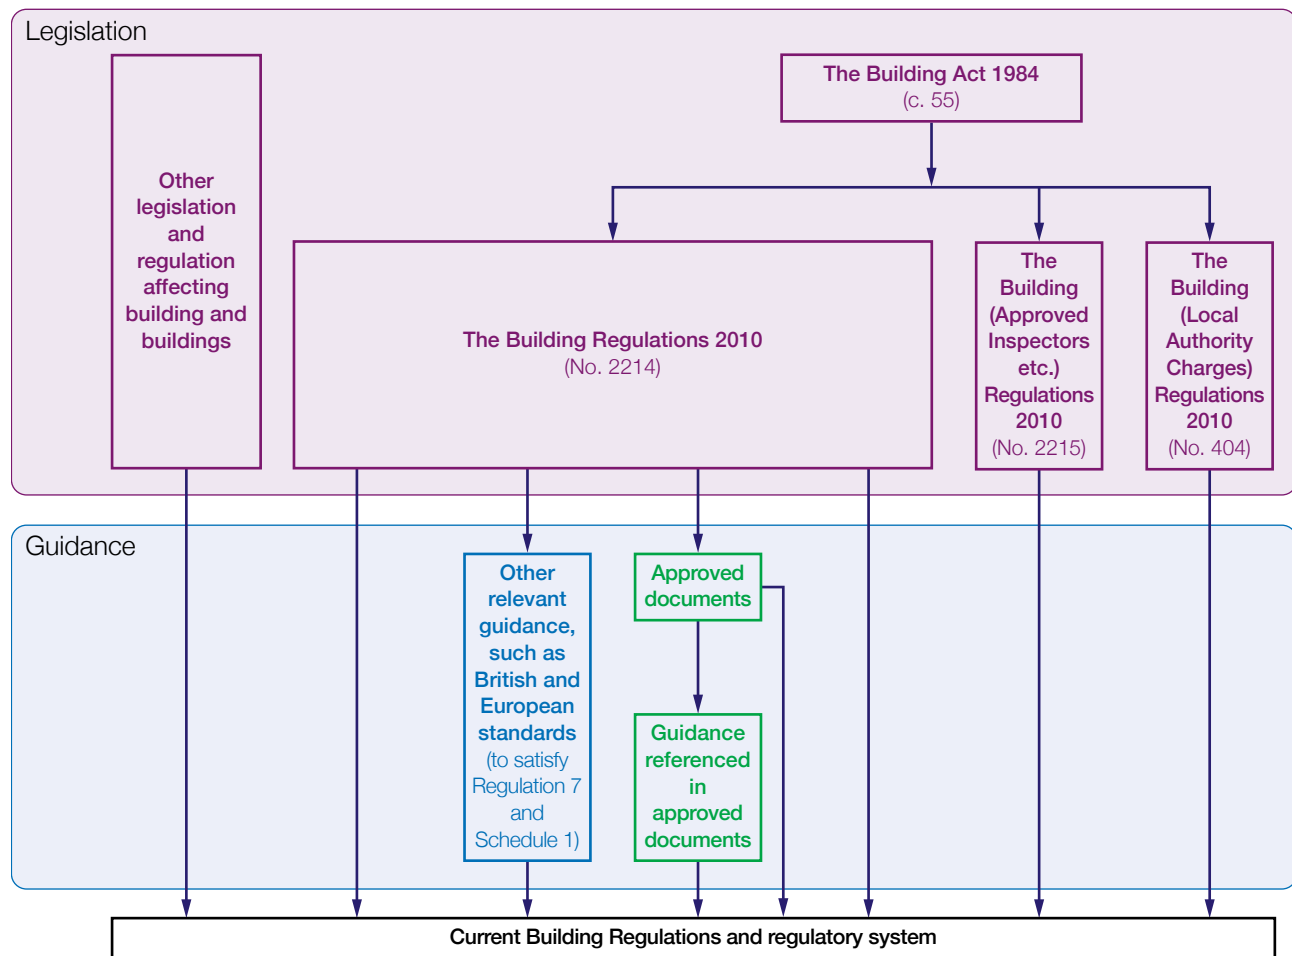 Legislation
The Building Act 1984
(c. 55)
Other
legislation
and
regulation
affecting
building and
buildings
The Building Regulations 2010
(No. 2214)
The
Building
(Approved
Inspectors
etc.)
Regulations
2010
(No. 2215)
The
Building
(Local
Authority
Charges)
Regulations
2010
(No. 404)
Guidance
Other
relevant
guidance,
such as
British and
European
standards
(to satisfy
Regulation 7
and
Schedule 1)
Approved
documents
Guidance
referenced
in
approved
documents
Current Building Regulations and regulatory system